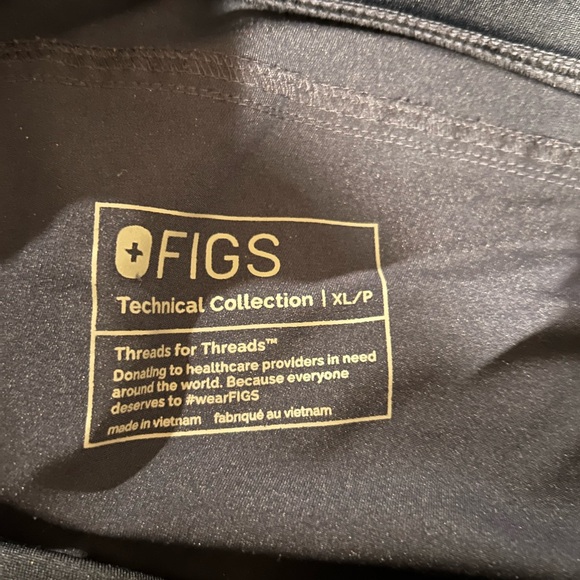 FIGS
Technical Collection | XL/P
Threads for Threads™
Donating to healthcare providers in need
around the world. Because everyone
deserves to #wearFIGS
made in vietnam fabriqué au vietnam